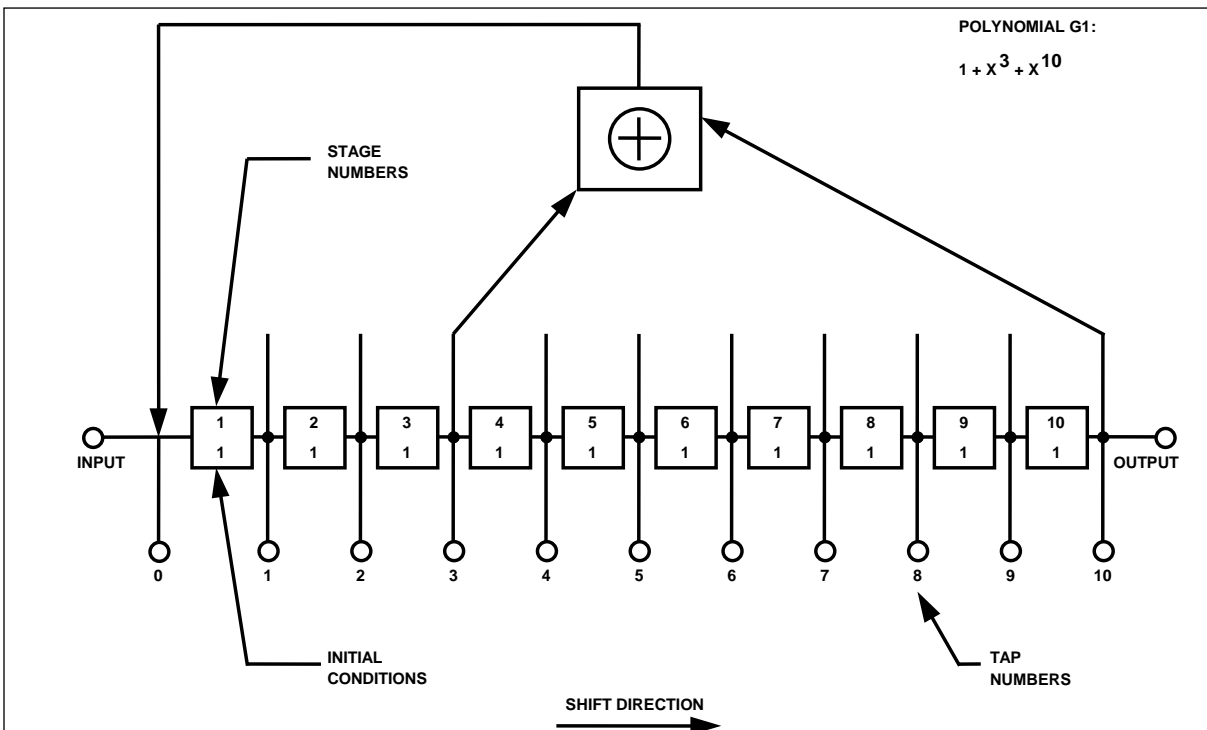 POLYNOMIAL G1:
1 + X 3 + X 10
STAGE
NUMBERS
1 2 3 4 5 6 7 8 9 10
1 1 1 1 1 1 1 1 1 1
INPUT
OUTPUT
0 1 2 3 4 5 6 7 8 9 10
INITIAL
CONDITIONS
TAP
NUMBERS
SHIFT DIRECTION